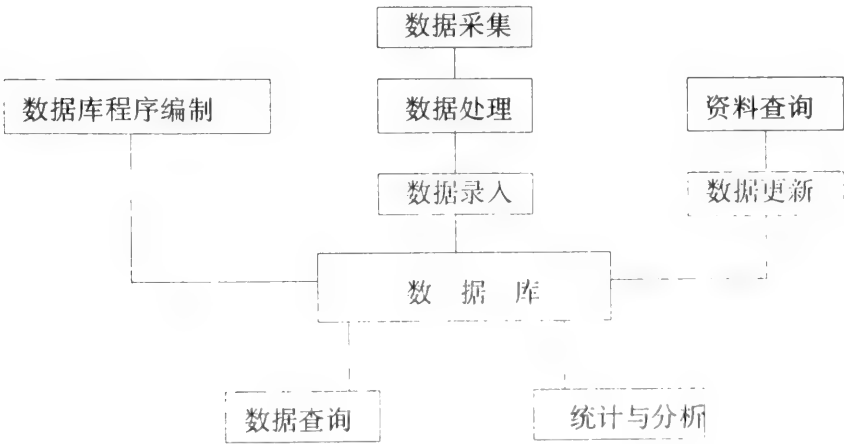 数据采集
数据库程序编制
数据处理
资料查询
数据录入
数据更新
数 据 库
数据查询
统计与分析